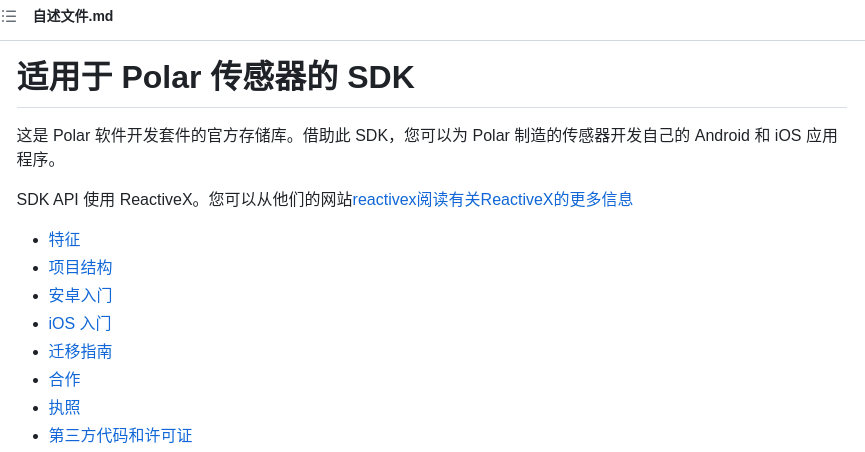 自述文件.md
适用于 Polar 传感器的 SDK
这是 Polar 软件开发套件的官方存储库。借助此 SDK，您可以为 Polar 制造的传感器开发自己的 Android 和 iOS 应用
程序。
SDK API 使用 ReactiveX。您可以从他们的网站reactivex阅读有关ReactiveX的更多信息
• 特征
• 项目结构
• 安卓入门
• iOS 入门
• 迁移指南
• 合作
• 执照
• 第三方代码和许可证